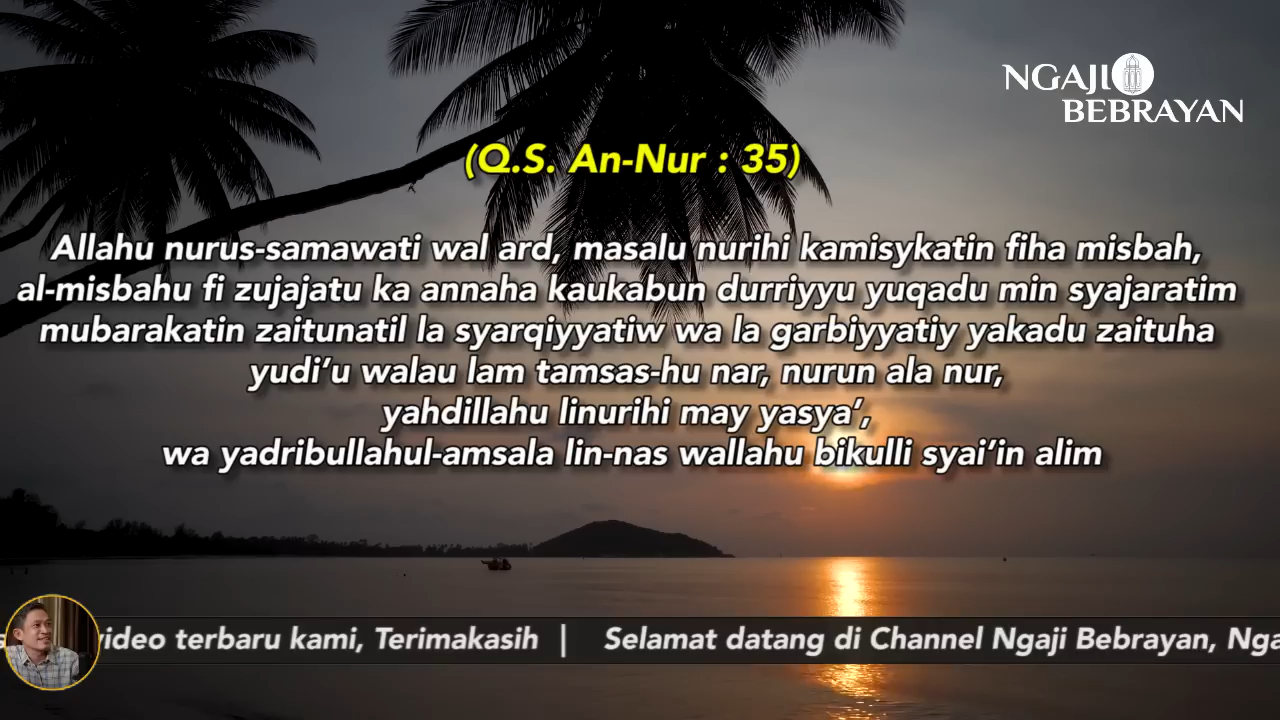 NGAJI
BEBRAYAN
(Q.S. An-Nur : 35)
Allahu nurus-samawati wal ard, masalu nurihi kamisykatin fiha misbah,
al-misbahu fi zujajatu ka annaha kaukabun durriyyu yuqadu min syajaratim
mubarakatin zaitunatil la syarqiyyatiw wa la garbiyyatiy yakadu zaituha
yudi’u walau lam tamsas-hu nar, nurun ala nur,
yahdillahu linurihi may yasya’,
wa yadribullahul-amsala lin-nas wallahu bikulli syai’in alim
video terbaru kami, Terimakasih | Selamat datang di Channel Ngaji Bebrayan,